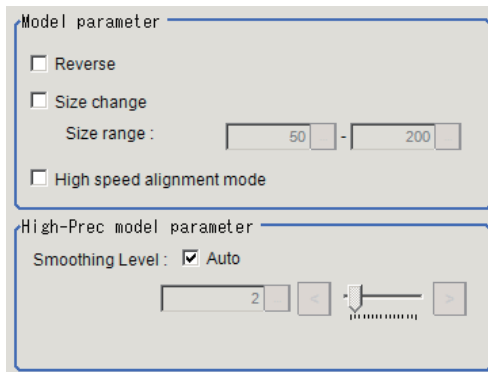 Model parameter
Reverse
Size change
Size range : 50 ... - 200 ...
High speed alignment mode
High-Prec model parameter
Smoothing Level : Auto
2 ... < >